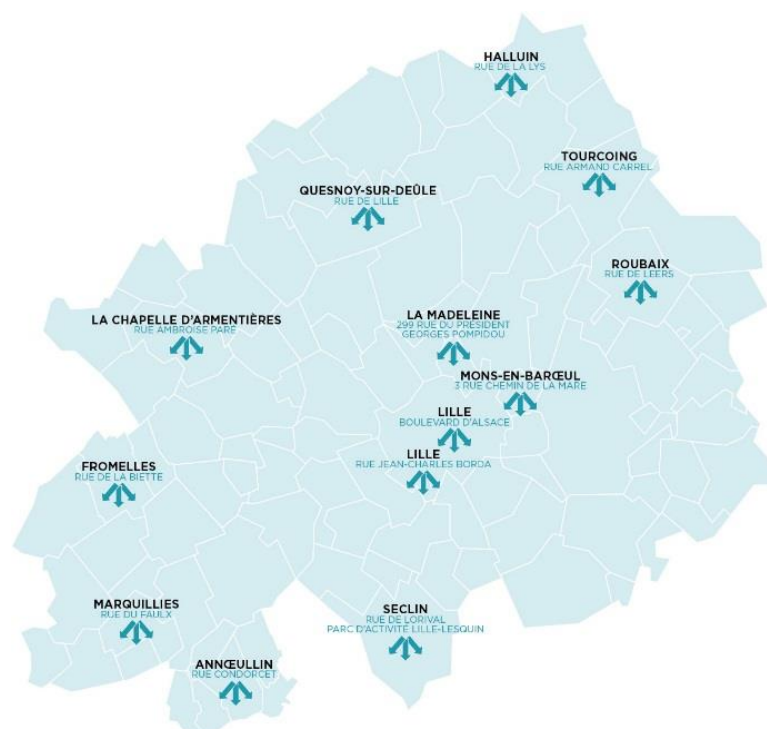 HALLUIN
RUE DE LA LYS
TOURCOING
RUE ARMAND CARREL
QUESNOY-SUR-DEÛLE
RUE DE LILLE
ROUBAIX
RUE DE LEERS
LA CHAPELLE D'ARMENTIÈRES
RUE AMBROISE PARÉ
LA MADELEINE
299 RUE DU PRÉSIDENT
GEORGES POMPIDOU
MONS-EN-BARŒUL
3 RUE CHEMIN DE LA MARE
LILLE
BOULEVARD D'ALSACE
LILLE
RUE JEAN-CHARLES BORDA
FROMELLES
RUE DE LA BIETTE
MARQUILLIES
RUE DU FAULX
SECLIN
RUE DE LORIVAL
PARC D'ACTIVITÉ LILLE-LESQUIN
ANNŒULLIN
RUE CONDORCET